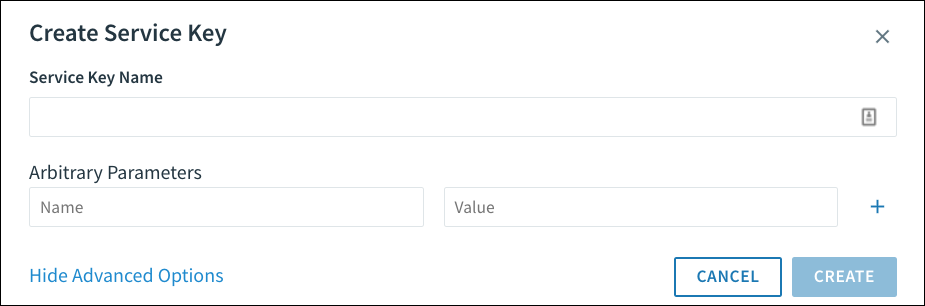 Create Service Key
Service Key Name
Arbitrary Parameters
Name Value
Hide Advanced Options CANCEL CREATE